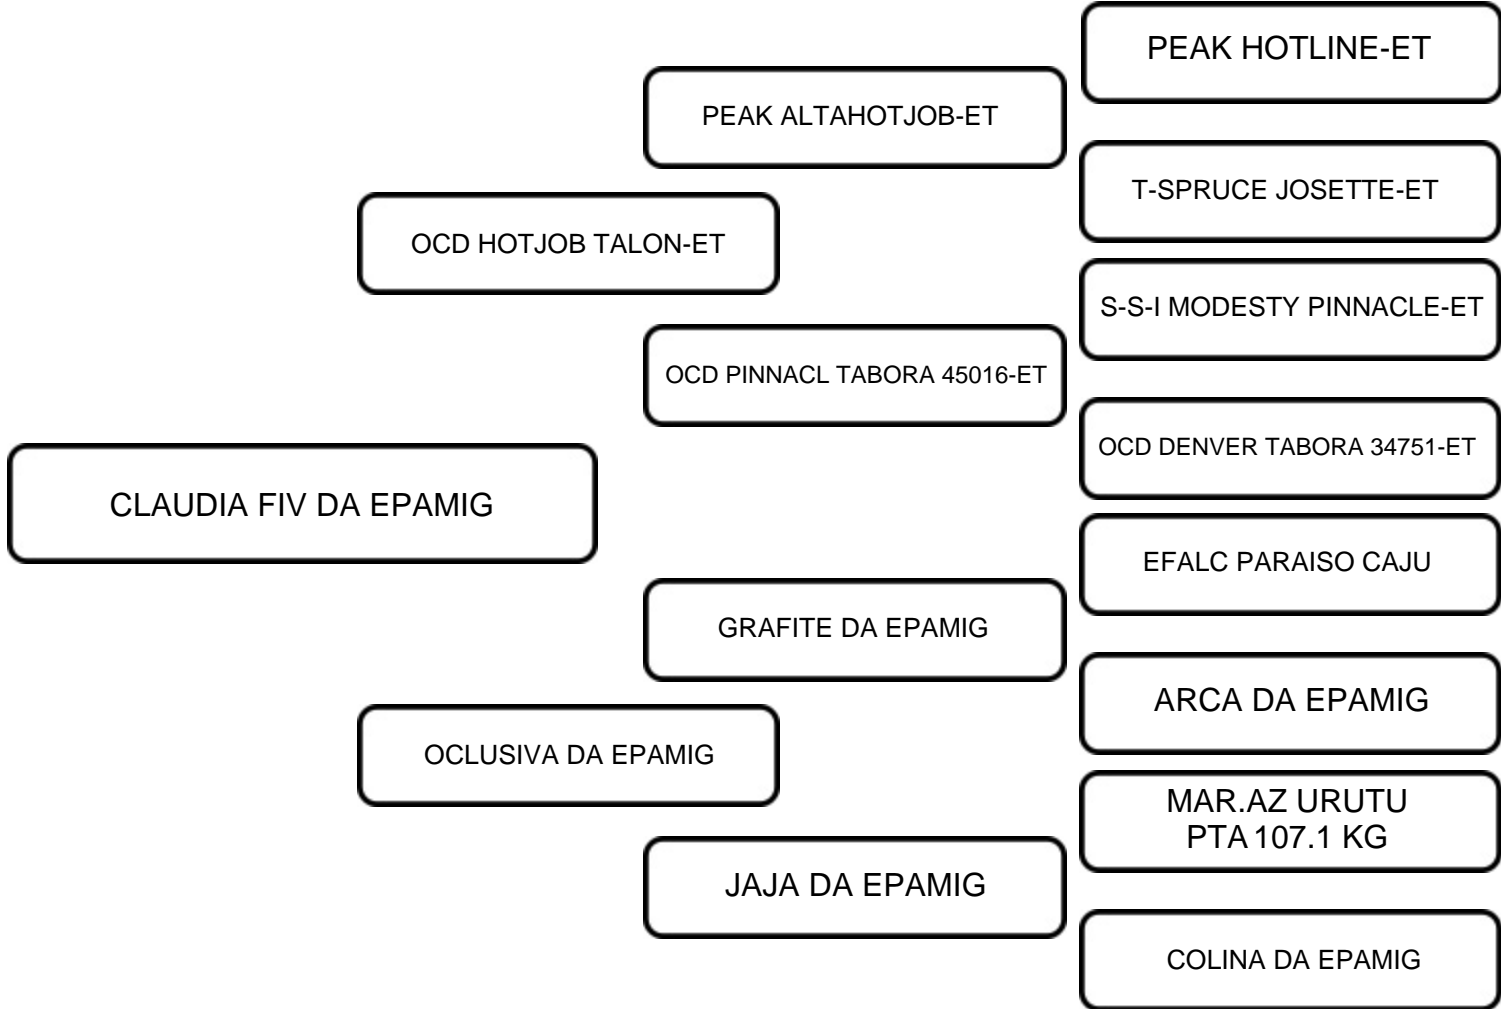 PEAK HOTLINE-ET
PEAK ALTAHOTJOB-ET
T-SPRUCE JOSETTE-ET
OCD HOTJOB TALON-ET
S-S-I MODESTY PINNACLE-ET
OCD PINNACL TABORA 45016-ET
OCD DENVER TABORA 34751-ET
CLAUDIA FIV DA EPAMIG
EFALC PARAISO CAJU
GRAFITE DA EPAMIG
ARCA DA EPAMIG
OCLUSIVA DA EPAMIG
MAR.AZ URUTU
PTA 107.1 KG
JAJA DA EPAMIG
COLINA DA EPAMIG